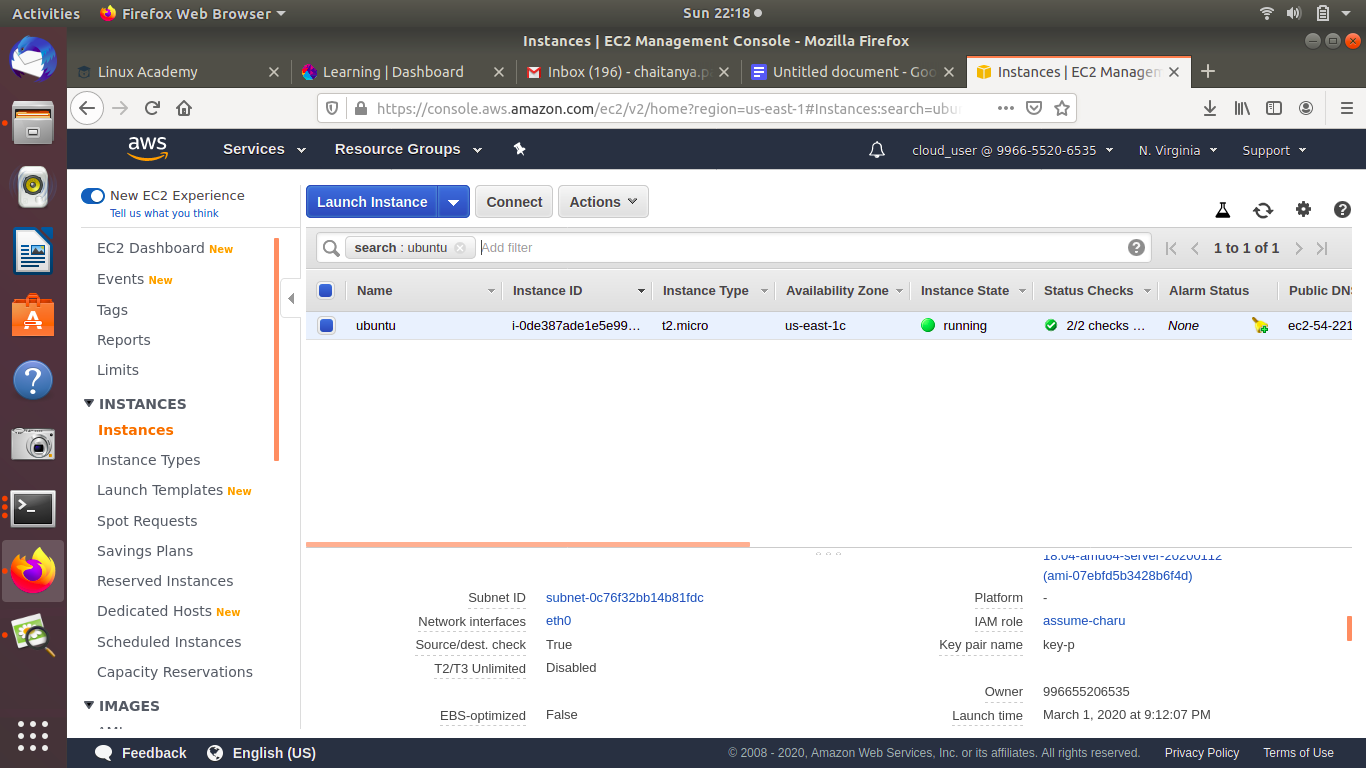 Activities Firefox Web Browser Sun 22:18
Instances | EC2 Management Console - Mozilla Firefox
Linux Academy Learning | Dashboard Inbox (196) - chaitanya.p Untitled document - Goo Instances | EC2 Managem
https://console.aws.amazon.com/ec2/v2/home?region=us-east-1#Instances:search=ubu
aws Services Resource Groups cloud_user @ 9966-5520-6535 N. Virginia Support
New EC2 Experience
Tell us what you think
EC2 Dashboard New
Events New
Tags
Reports
Limits
INSTANCES
Instances
Instance Types
Launch Templates New
Spot Requests
Savings Plans
Reserved Instances
Dedicated Hosts New
Scheduled Instances
Capacity Reservations
IMAGES
Launch Instance Connect Actions
search : ubuntu Add filter 1 to 1 of 1
Name Instance ID Instance Type Availability Zone Instance State Status Checks Alarm Status Public DNS
ubuntu i-0de387ade1e5e99... t2.micro us-east-1c running 2/2 checks ... None ec2-54-221
18.04-amd64-server-20200112
(ami-07ebfd5b3428b6f4d)
Subnet ID subnet-0c76f32bb14b81fdc Platform -
Network interfaces eth0 IAM role assume-charu
Source/dest. check True Key pair name key-p
T2/T3 Unlimited Disabled
Owner 996655206535
EBS-optimized False Launch time March 1, 2020 at 9:12:07 PM
Feedback English (US) © 2008 - 2020, Amazon Web Services, Inc. or its affiliates. All rights reserved. Privacy Policy Terms of Use